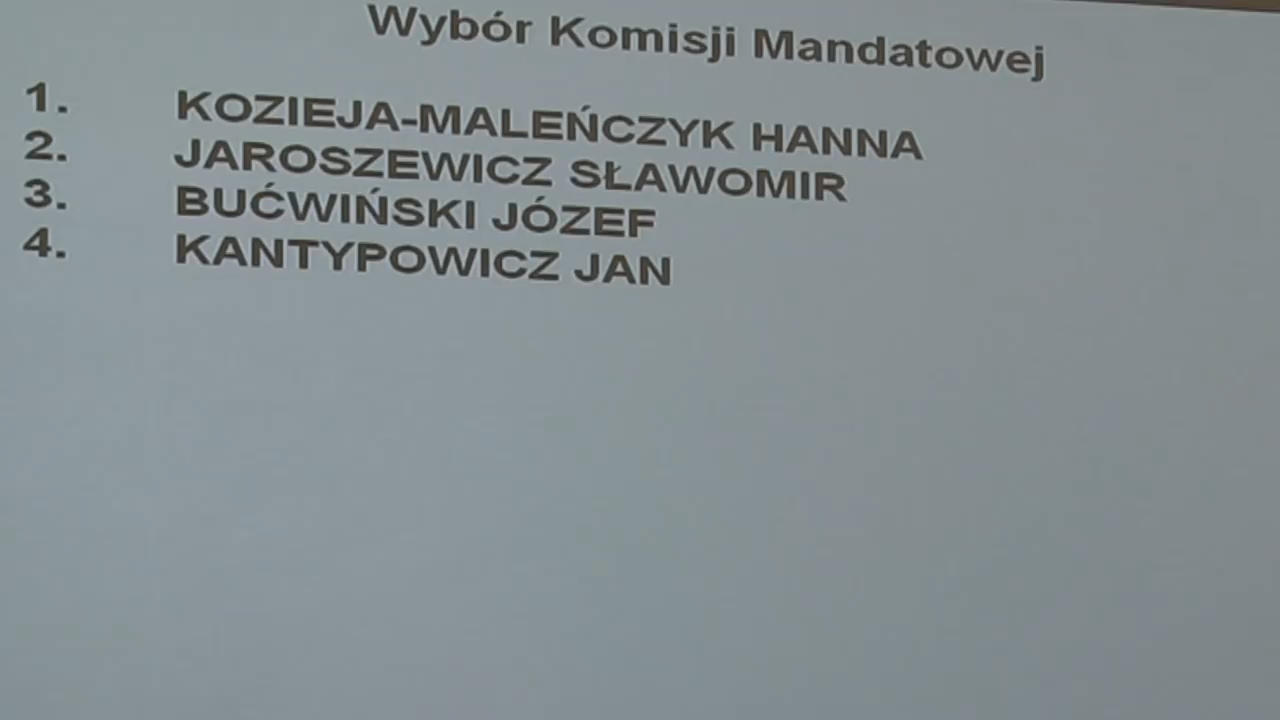 Wybór Komisji Mandatowej
1. KOZIEJA-MALEŃCZYK HANNA
2. JAROSZEWICZ SŁAWOMIR
3. BUĆWIŃSKI JÓZEF
4. KANTYPOWICZ JAN